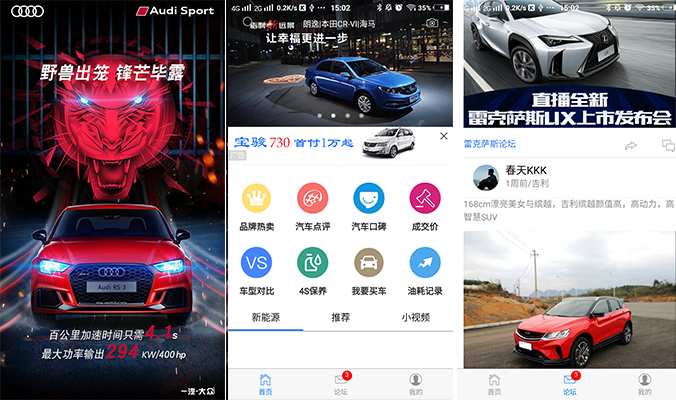 Audi Sport
野兽出笼 锋芒毕露
Audi RS 3
百公里加速时间只需4.1s
最大功率输出294 KW/400hp
一汽·大众
4G 2G 0.2K/s 15:02 35%
朗逸|本田CR-V|海马
让幸福更进一步
宝骏730 首付1万起
广告
品牌热卖 汽车点评 汽车口碑 成交价
VS
车型对比 4S保养 我要买车 油耗记录
新能源 推荐 小视频
3
首页 论坛 我的
4G 2G 0.2K/s 15:02 35%
直播全新
雷克萨斯UX上市发布会
雷克萨斯论坛
春天KKK
1周前/吉利
168cm漂亮美女与缤越，吉利缤越颜值高，高动力，高
智慧SUV
3
首页 论坛 我的